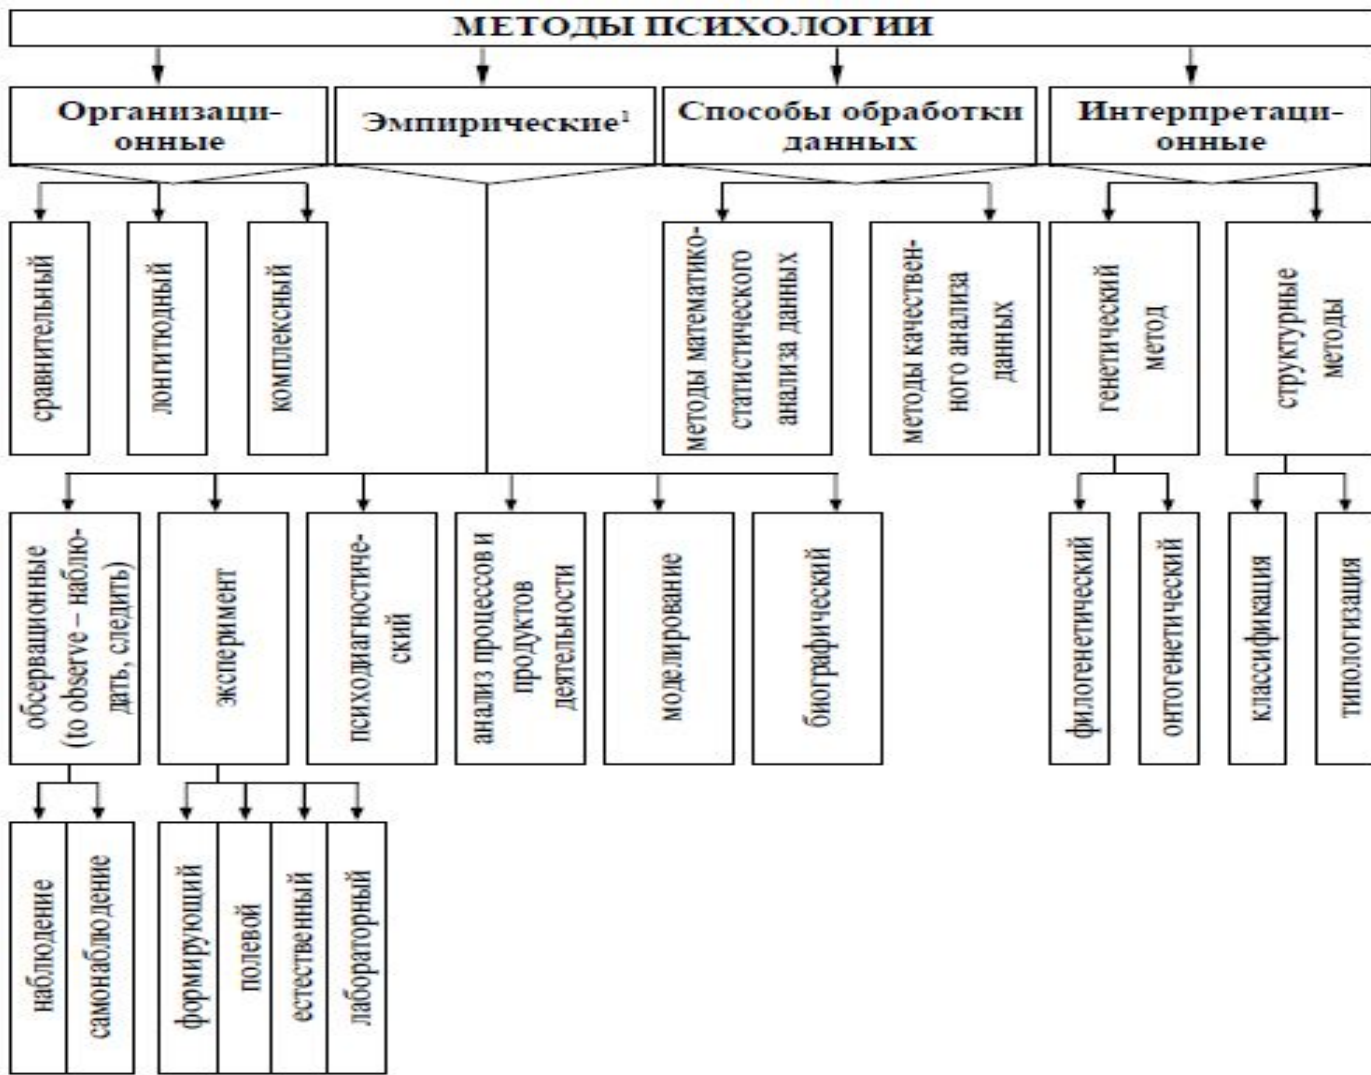 МЕТОДЫ ПСИХОЛОГИИ
Организаци-
онные
Эмпирические¹
Способы обработки
данных
Интерпретаци-
онные
сравнительный
лонгитюдный
комплексный
методы математико-
статистического
анализа данных
методы качествен-
ного анализа
данных
генетический
метод
структурные
методы
обсервационные
(to observe – наблю-
дать, следить)
эксперимент
психодиагностиче-
ский
анализ процессов и
продуктов
деятельности
моделирование
биографический
филогенетический
онтогенетический
классификация
типологизация
наблюдение
самонаблюдение
формирующий
полевой
естественный
лабораторный